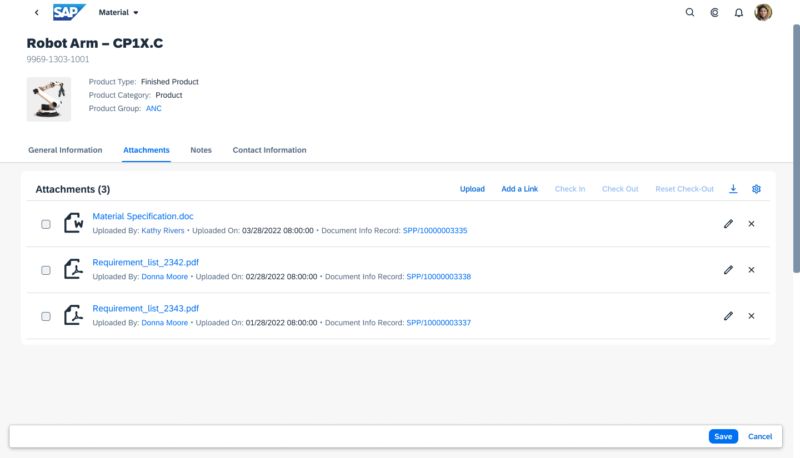 SAP Material
Robot Arm – CP1X.C
9969-1303-1001
Product Type: Finished Product
Product Category: Product
Product Group: ANC
General Information Attachments Notes Contact Information
Attachments (3) Upload Add a Link Check In Check Out Reset Check-Out
Material Specification.doc
Uploaded By: Kathy Rivers • Uploaded On: 03/28/2022 08:00:00 • Document Info Record: SPP/10000003335
Requirement_list_2342.pdf
Uploaded By: Donna Moore • Uploaded On: 02/28/2022 08:00:00 • Document Info Record: SPP/10000003338
Requirement_list_2343.pdf
Uploaded By: Donna Moore • Uploaded On: 01/28/2022 08:00:00 • Document Info Record: SPP/10000003337
Save Cancel